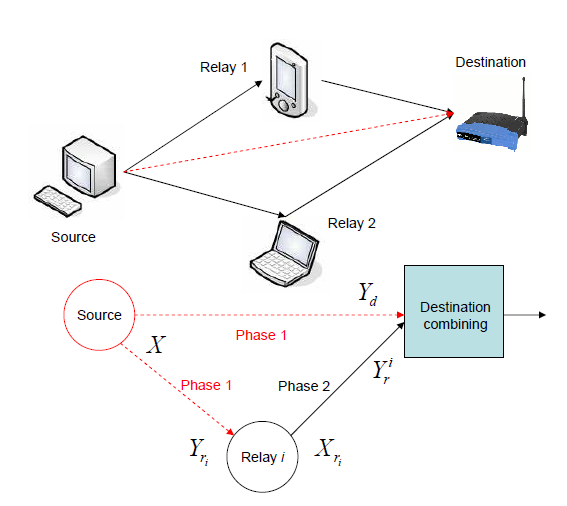 Destination
Relay 1
Relay 2
Source
Y_d
Destination
combining
Source
Phase 1
X
Phase 1
Phase 2
Y_r^i
Y_{r_i}
Relay i
X_{r_i}